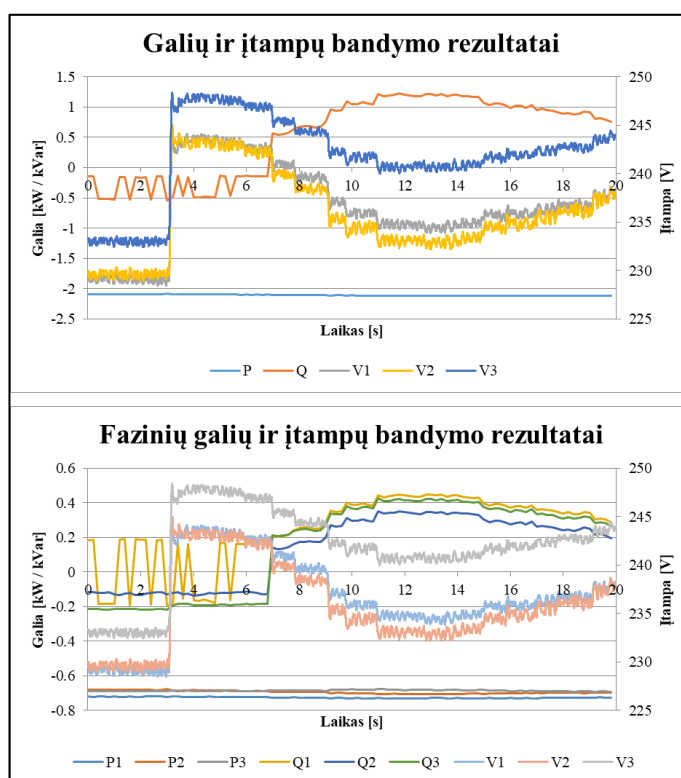 Galių ir įtampų bandymo rezultatai
Galia [kW / kVar]
1.5
1
0.5
0
-0.5
-1
-1.5
-2
-2.5
0 2 4 6 8 10 12 14 16 18 20
250
245
240
235
230
225
Įtampa [V]
Laikas [s]
P Q V1 V2 V3
Fazinių galių ir įtampų bandymo rezultatai
Galia [kW / kVar]
0.6
0.4
0.2
0
-0.2
-0.4
-0.6
-0.8
0 2 4 6 8 10 12 14 16 18 20
250
245
240
235
230
225
Įtampa [V]
Laikas [s]
P1 P2 P3 Q1 Q2 Q3 V1 V2 V3